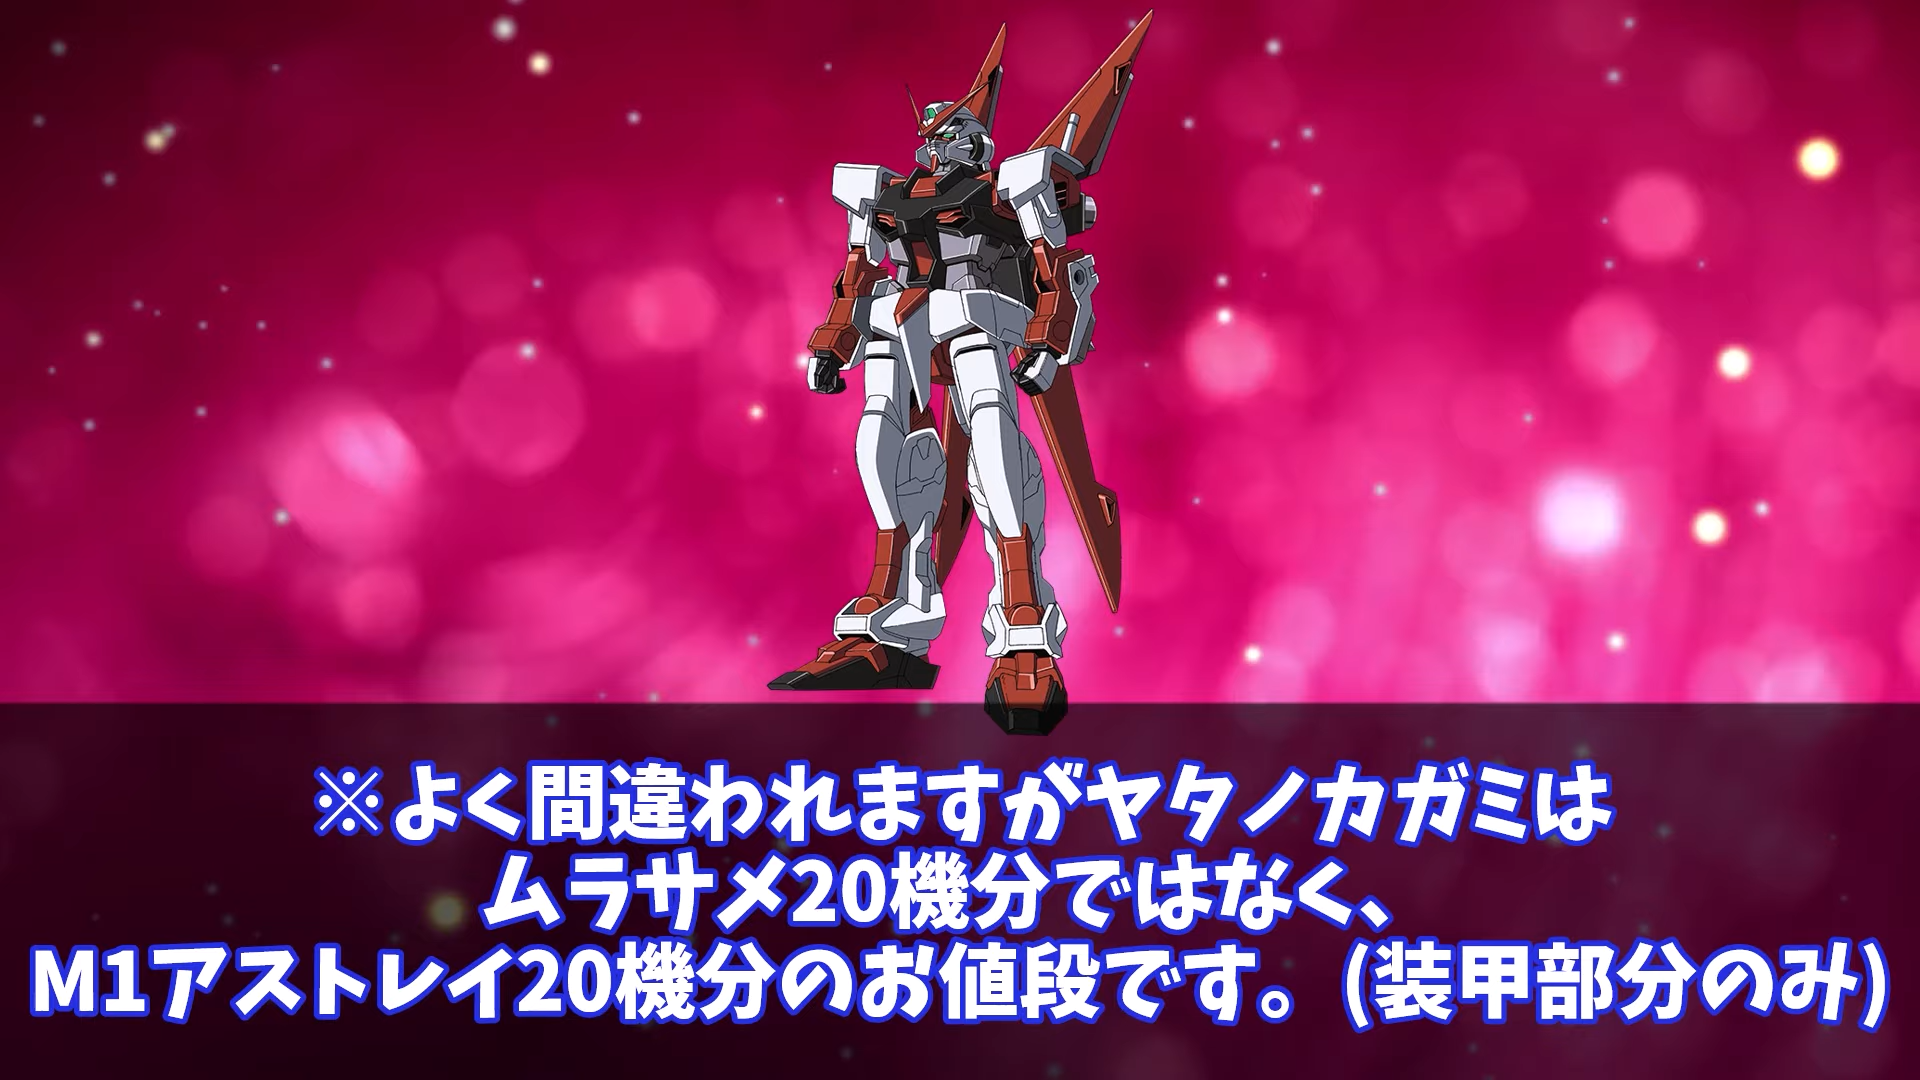 ※よく間違われますがヤタノカガミは
ムラサメ20機分ではなく、
M1アストレイ20機分のお値段です。(装甲部分のみ)